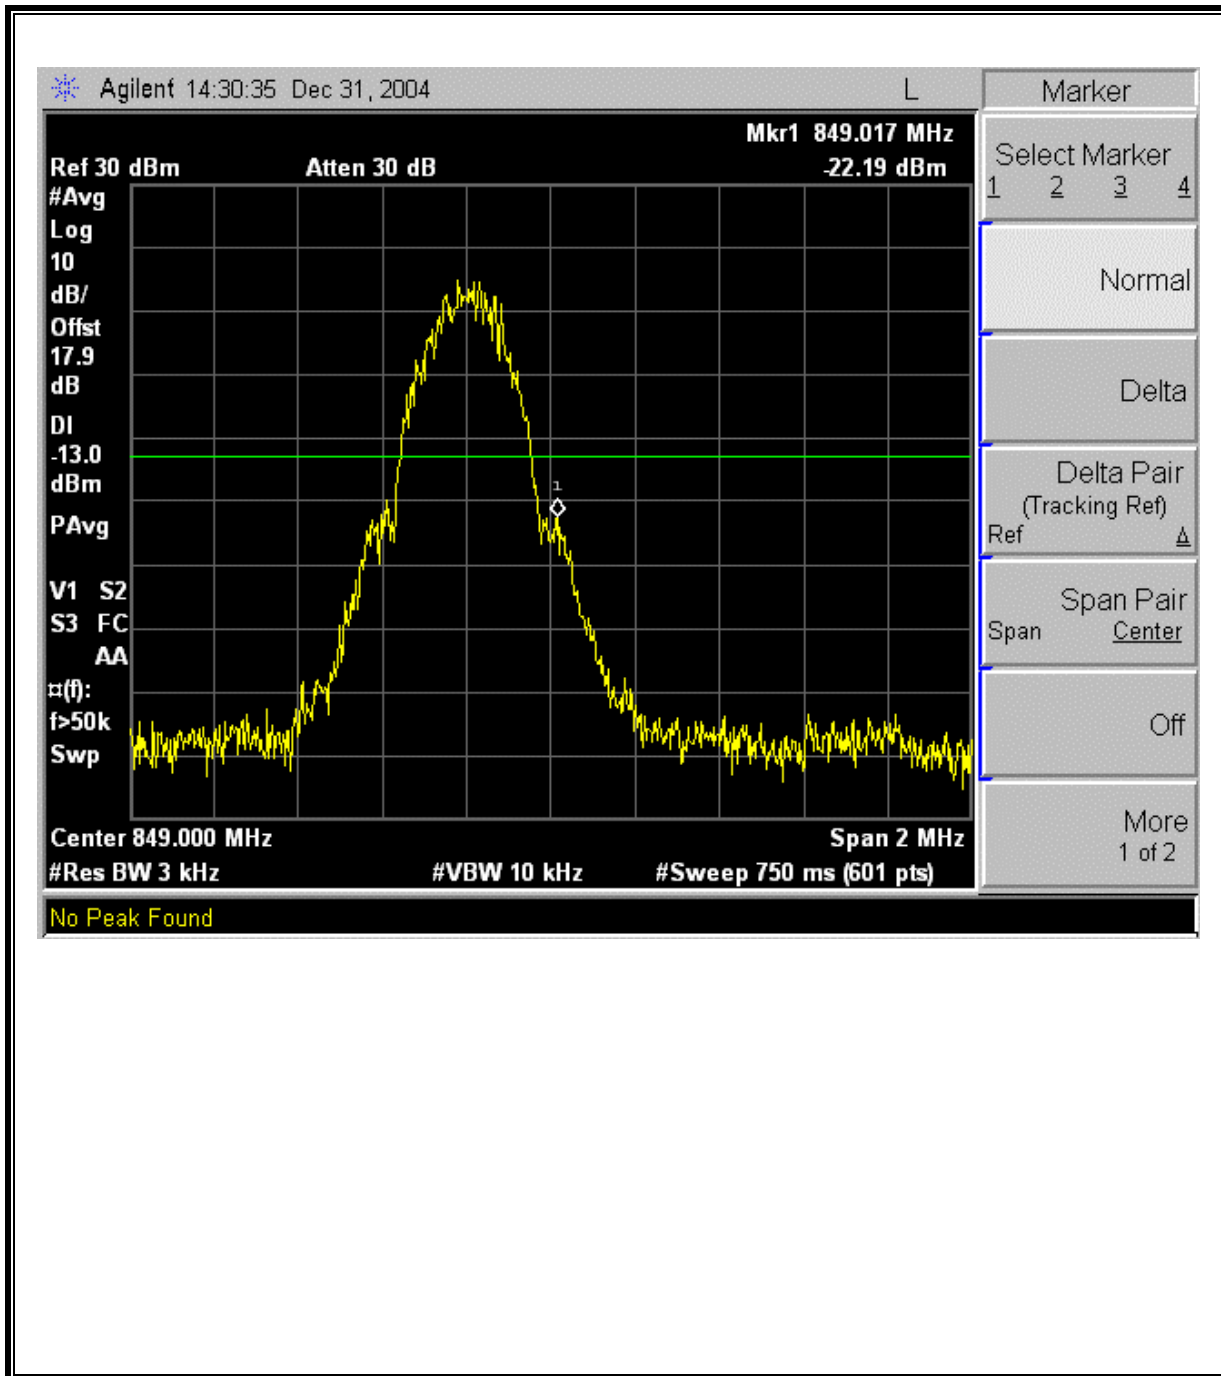 Agilent 14:30:35 Dec 31, 2004 L
Mkr1 849.017 MHz
Ref 30 dBm Atten 30 dB -22.19 dBm
#Avg
Log
10
dB/
Offst
17.9
dB
DI
-13.0
dBm
PAvg
V1 S2
S3 FC
AA
¤(f):
f>50k
Swp
1
Center 849.000 MHz Span 2 MHz
#Res BW 3 kHz #VBW 10 kHz #Sweep 750 ms (601 pts)
No Peak Found
Marker
Select Marker
1 2 3 4
Normal
Delta
Delta Pair
(Tracking Ref)
Ref Δ
Span Pair
Span Center
Off
More
1 of 2